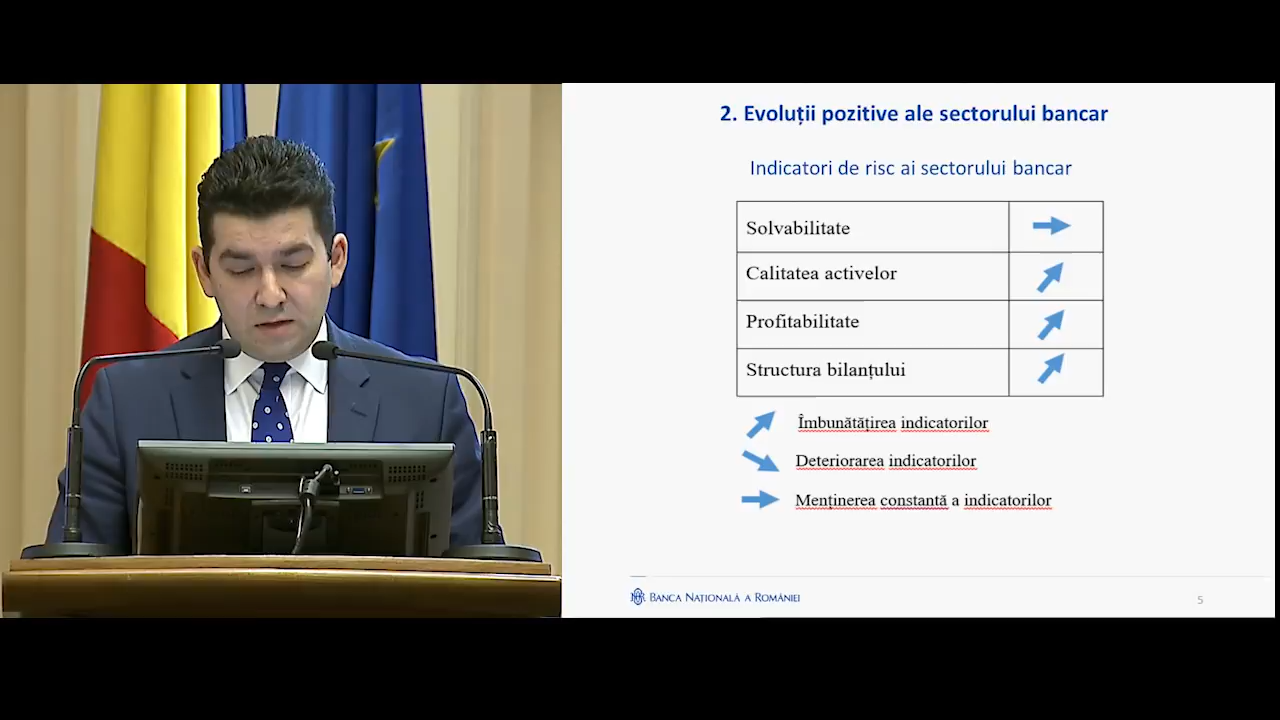 2. Evoluții pozitive ale sectorului bancar
Indicatori de risc ai sectorului bancar
Solvabilitate
Calitatea activelor
Profitabilitate
Structura bilanțului
Îmbunătățirea indicatorilor
Deteriorarea indicatorilor
Menținerea constantă a indicatorilor
BANCA NAȚIONALĂ A ROMÂNIEI
5